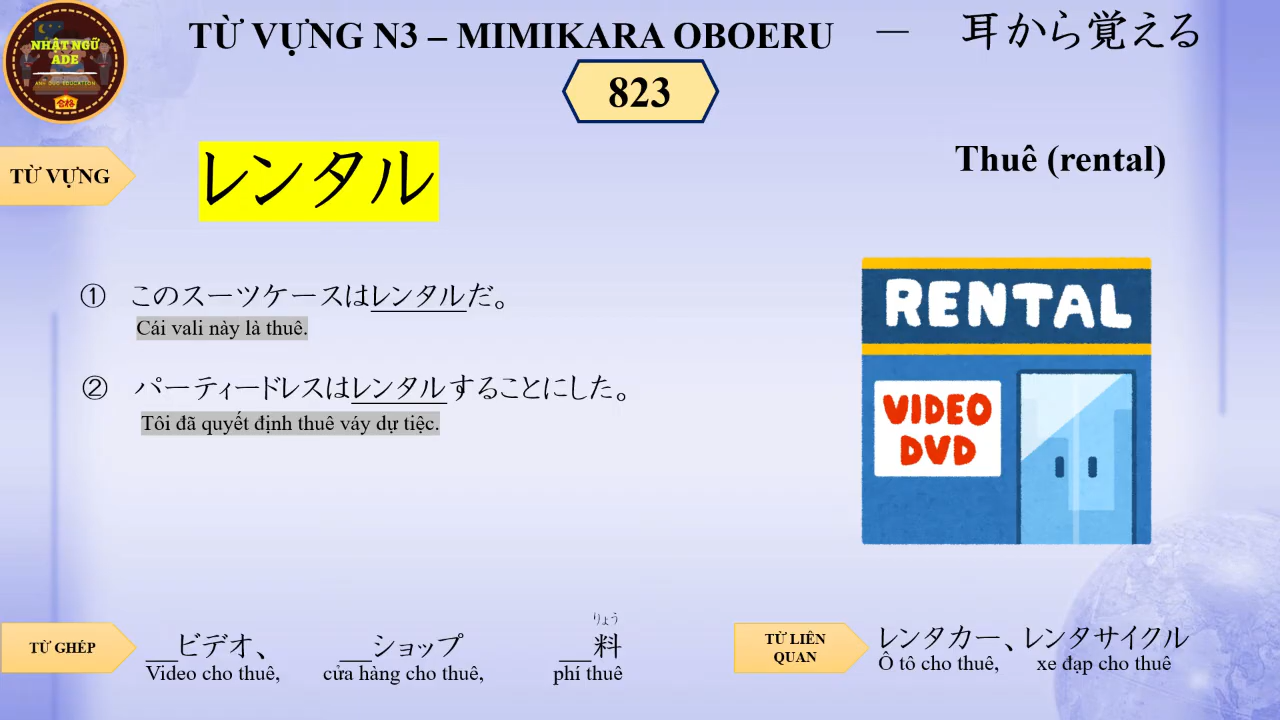 NHẬT NGỮ
ADE
ANH DUC EDUCATION
合格
TỪ VỰNG N3 – MIMIKARA OBOERU － 耳から覚える
823
TỪ VỰNG
レンタル
Thuê (rental)
① このスーツケースはレンタルだ。
Cái vali này là thuê.
② パーティードレスはレンタルすることにした。
Tôi đã quyết định thuê váy dự tiệc.
RENTAL
VIDEO
DVD
TỪ GHÉP
__ビデオ、 __ショップ __料
りょう
Video cho thuê, cửa hàng cho thuê, phí thuê
TỪ LIÊN
QUAN
レンタカー、レンタサイクル
Ô tô cho thuê, xe đạp cho thuê